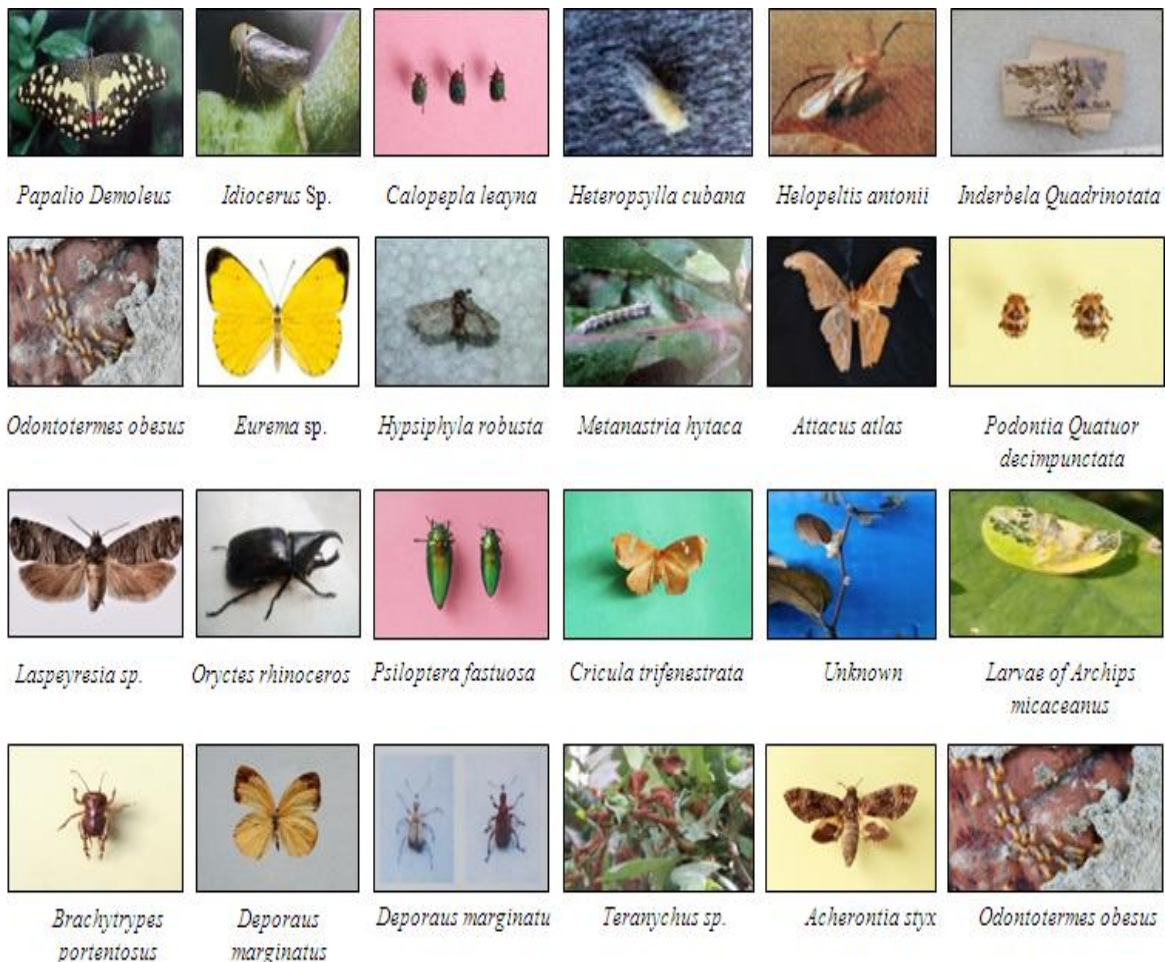 Papalio Demoleus
Idiocerus Sp.
Calopepla leayna
Heteropsylla cubana
Helopeltis antonii
Inderbela Quadrinotata
Odontotermes obesus
Eurema sp.
Hypsiphyla robusta
Metanastria hytaca
Attacus atlas
Podontia Quatuor
decimpunctata
Laspeyresia sp.
Oryctes rhinoceros
Psiloptera fastuosa
Cricula trifenestrata
Unknown
Larvae of Archips
micaceanus
Brachytrypes
portentosus
Deporaus
marginatus
Deporaus marginatu
Teranychus sp.
Acherontia styx
Odontotermes obesus